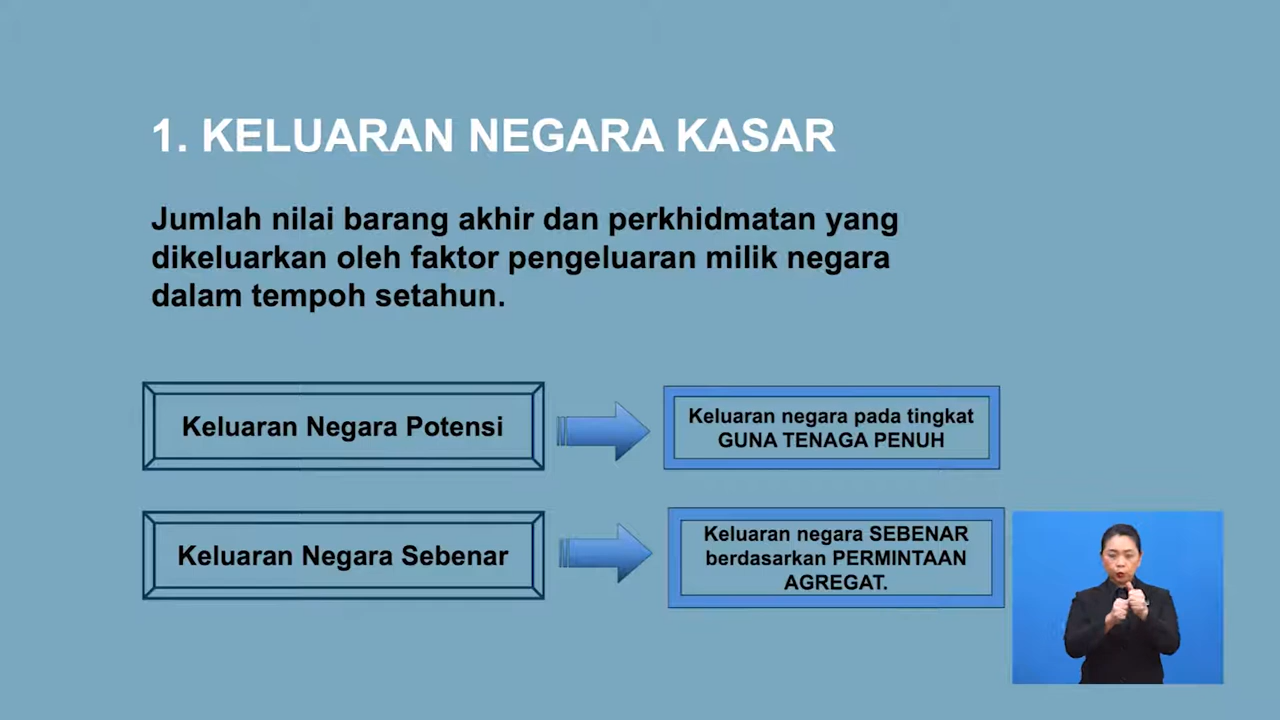 1. KELUARAN NEGARA KASAR
Jumlah nilai barang akhir dan perkhidmatan yang
dikeluarkan oleh faktor pengeluaran milik negara
dalam tempoh setahun.
Keluaran Negara Potensi
Keluaran negara pada tingkat
GUNA TENAGA PENUH
Keluaran Negara Sebenar
Keluaran negara SEBENAR
berdasarkan PERMINTAAN
AGREGAT.